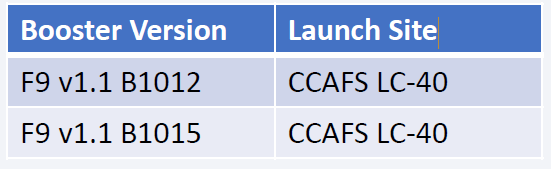 Booster Version Launch Site
F9 v1.1 B1012 CCAFS LC-40
F9 v1.1 B1015 CCAFS LC-40